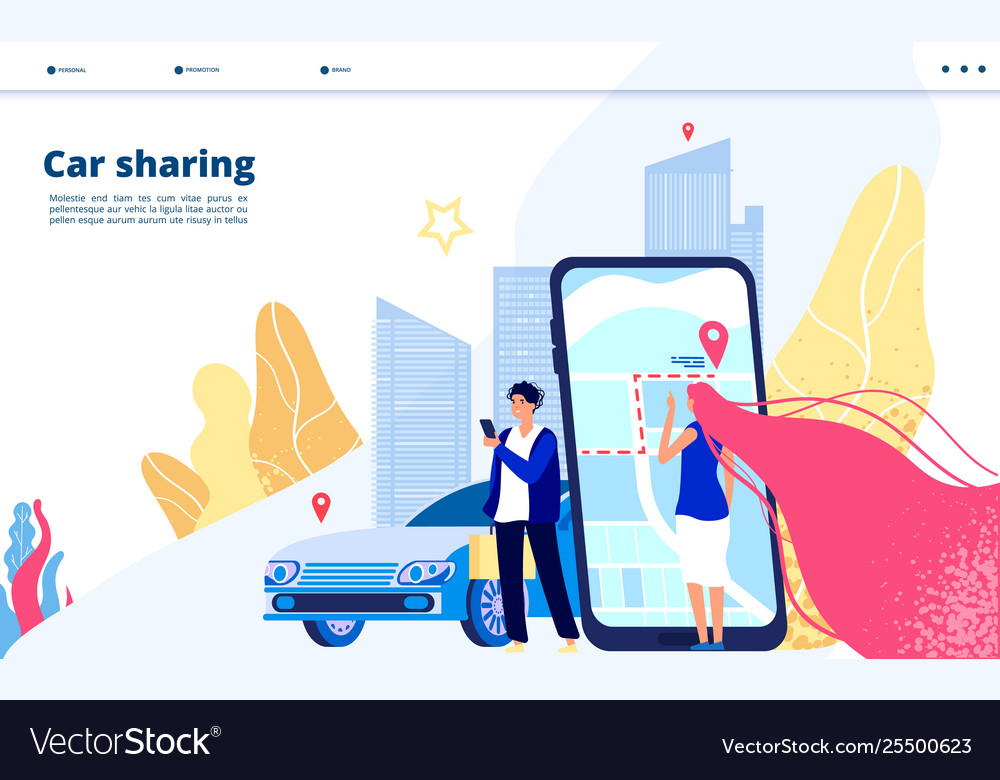 PERSONAL
PROMOTION
BRAND
Car sharing
Molestie end tiam tes cum vitae purus ex
pellentesque aur vehic la ligula litae auctor ou
pellen esque aurum aurum ute risusy in tellus
VectorStock®
VectorStock.com/25500623